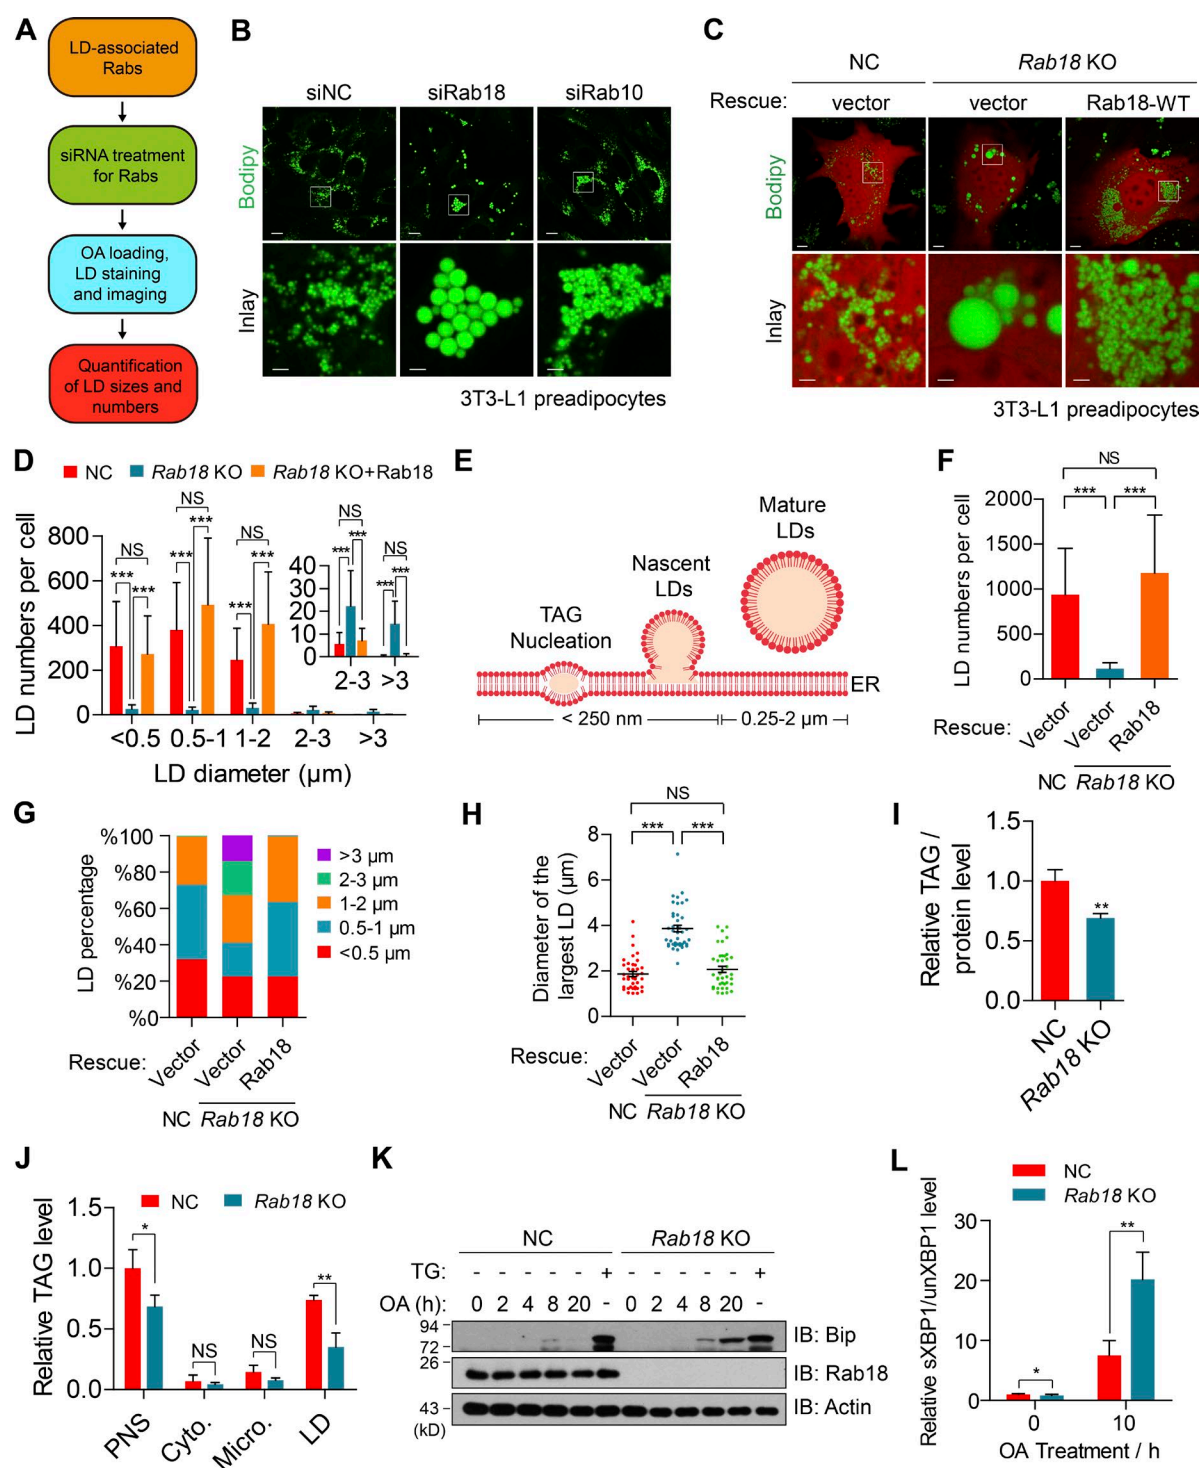 A
LD-associated
Rabs
siRNA treatment
for Rabs
OA loading,
LD staining
and imaging
Quantification
of LD sizes and
numbers
B
siNC siRab18 siRab10
Bodipy
Inlay
3T3-L1 preadipocytes
C
NC Rab18 KO
Rescue: vector vector Rab18-WT
Bodipy
Inlay
3T3-L1 preadipocytes
D
NC Rab18 KO Rab18 KO+Rab18
LD numbers per cell
800
600
400
200
0
NS
***
***
NS
***
***
NS
***
***
40
30
20
10
0
NS
***
***
NS
***
***
2-3 >3
<0.5 0.5-1 1-2 2-3 >3
LD diameter (µm)
E
Mature
LDs
Nascent
LDs
TAG
Nucleation
ER
< 250 nm 0.25-2 µm
F
LD numbers per cell
2000
1500
1000
500
0
NS
*** ***
Rescue: Vector Vector Rab18
NC Rab18 KO
G
LD percentage
%100
%80
%60
%40
%20
%0
>3 µm
2-3 µm
1-2 µm
0.5-1 µm
<0.5 µm
Rescue: Vector Vector Rab18
NC Rab18 KO
H
Diameter of the
largest LD (µm)
8
6
4
2
0
NS
*** ***
Rescue: Vector Vector Rab18
NC Rab18 KO
I
Relative TAG /
protein level
1.5
1.0
0.5
0.0
**
NC Rab18 KO
J
NC Rab18 KO
Relative TAG level
1.5
1.0
0.5
0.0
*
NS
NS
**
PNS Cyto. Micro. LD
K
NC Rab18 KO
TG: - - - - - + - - - - - +
OA (h): 0 2 4 8 20 - 0 2 4 8 20 -
94
72
IB: Bip
26
IB: Rab18
43
IB: Actin
(kD)
L
NC
Rab18 KO
Relative sXBP1/unXBP1 level
30
20
10
0
*
**
0 10
OA Treatment / h